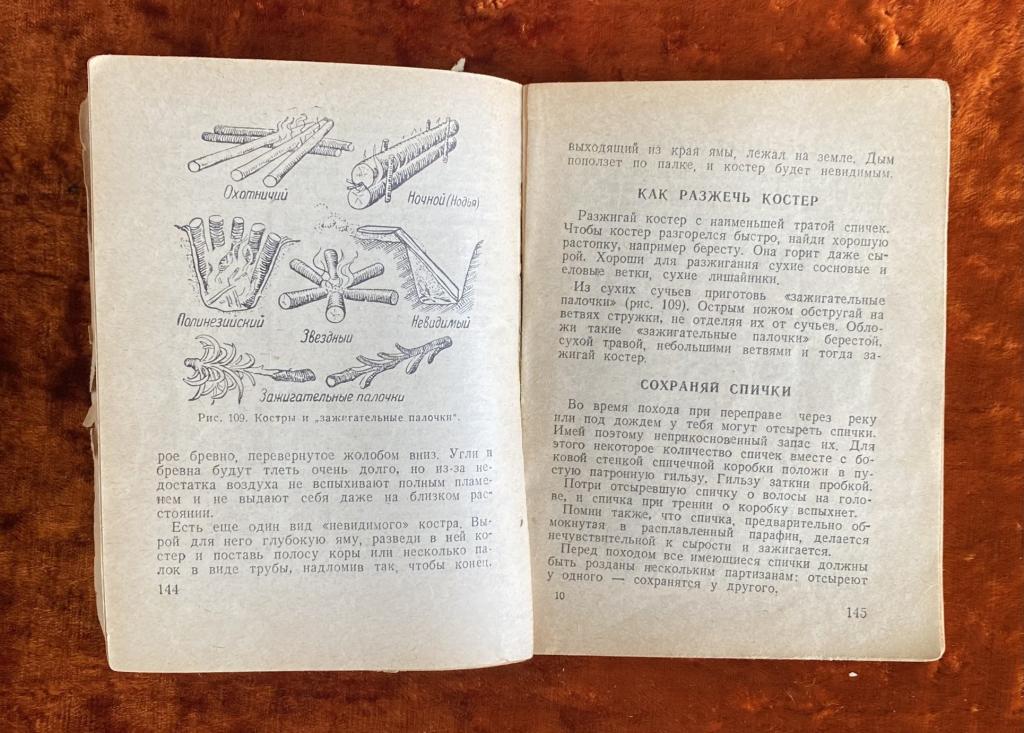 Охотничий
Ночной (Нодья)
Полинезийский
Звездный
Невидимый
Зажигательные палочки
Рис. 109. Костры и „зажигательные палочки“.
рое бревно, перевернутое жолобом вниз. Угли и
бревна будут тлеть очень долго, но из-за не-
достатка воздуха не вспыхивают полным пламе-
нем и не выдают себя даже на близком рас-
стоянии.
Есть еще один вид «невидимого» костра. Вы-
рой для него глубокую яму, разведи в ней ко-
стер и поставь полосу коры или несколько па-
лок в виде трубы, надломив так, чтобы конец,
144
выходящий из края ямы, лежал на земле. Дым
поползет по палке, и костер будет невидимым.
КАК РАЗЖЕЧЬ КОСТЕР
Разжигай костер с наименьшей тратой спичек.
Чтобы костер разгорелся быстро, найди хорошую
растопку, например бересту. Она горит даже сы-
рой. Хороши для разжигания сухие сосновые и
еловые ветки, сухие лишайники.
Из сухих сучьев приготовь «зажигательные
палочки» (рис. 109). Острым ножом обстругай на
ветвях стружки, не отделяя их от сучьев. Обло-
жи такие «зажигательные палочки» берестой,
сухой травой, небольшими ветвями и тогда за-
жигай костер.
СОХРАНЯЙ СПИЧКИ
Во время похода при переправе через реку
или под дождем у тебя могут отсыреть спички.
Имей поэтому неприкосновенный запас их. Для
этого некоторое количество спичек вместе с бо-
ковой стенкой спичечной коробки положи в пу-
стую патронную гильзу. Гильзу заткни пробкой.
Потри отсыревшую спичку о волосы на голо-
ве, и спичка при трении о коробку вспыхнет.
Помни также, что спичка, предварительно об-
мокнутая в расплавленный парафин, делается
нечувствительной к сырости и зажигается.
Перед походом все имеющиеся спички должны
быть розданы нескольким партизанам: отсыреют
у одного — сохранятся у другого.
10
145